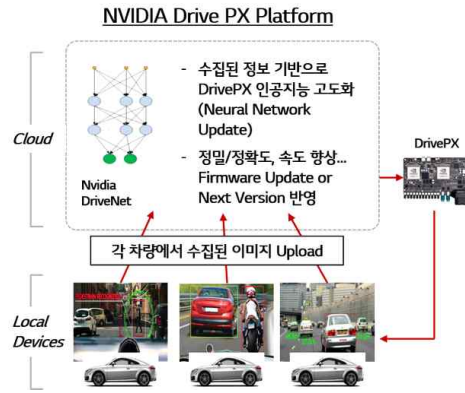 NVIDIA Drive PX Platform
Cloud
Nvidia
DriveNet
- 수집된 정보 기반으로
DrivePX 인공지능 고도화
(Neural Network
Update)
- 정밀/정확도, 속도 향상...
Firmware Update or
Next Version 반영
DrivePX
각 차량에서 수집된 이미지 Upload
Local
Devices